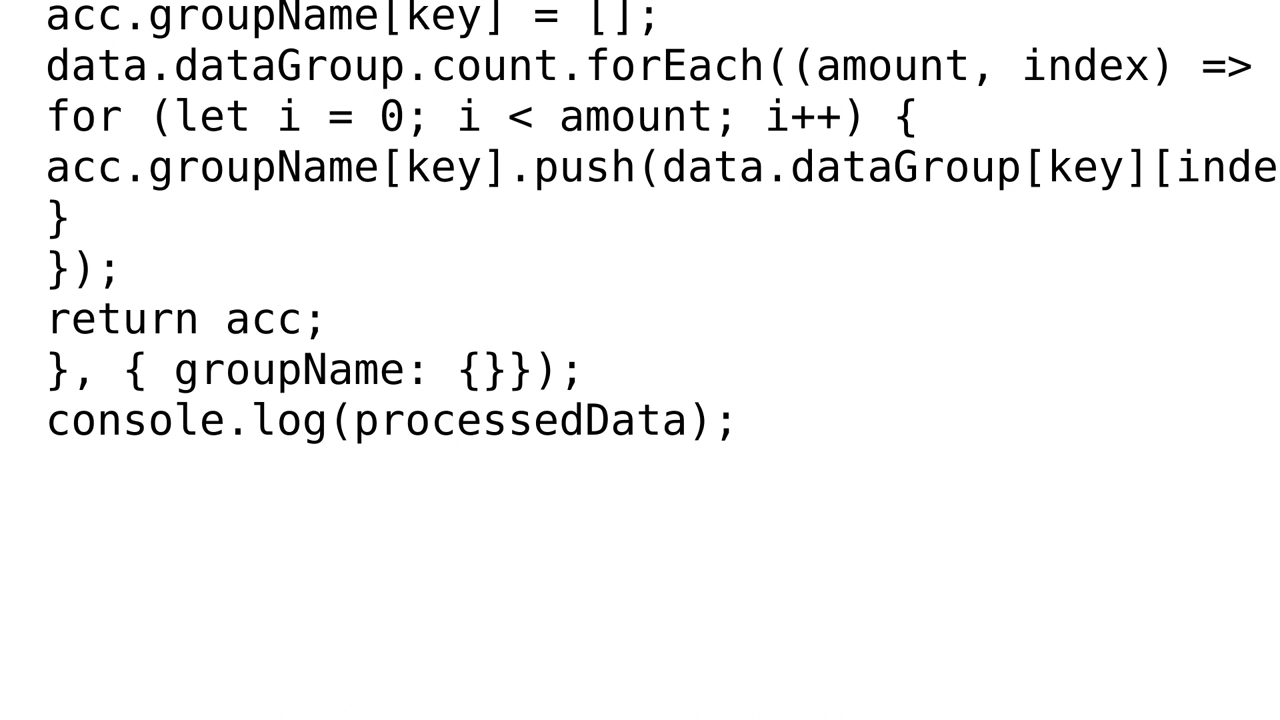 acc.groupName[key] = [];
data.dataGroup.count.forEach((amount, index) =>
for (let i = 0; i < amount; i++) {
acc.groupName[key].push(data.dataGroup[key][inde
}
});
return acc;
}, { groupName: {}});
console.log(processedData);